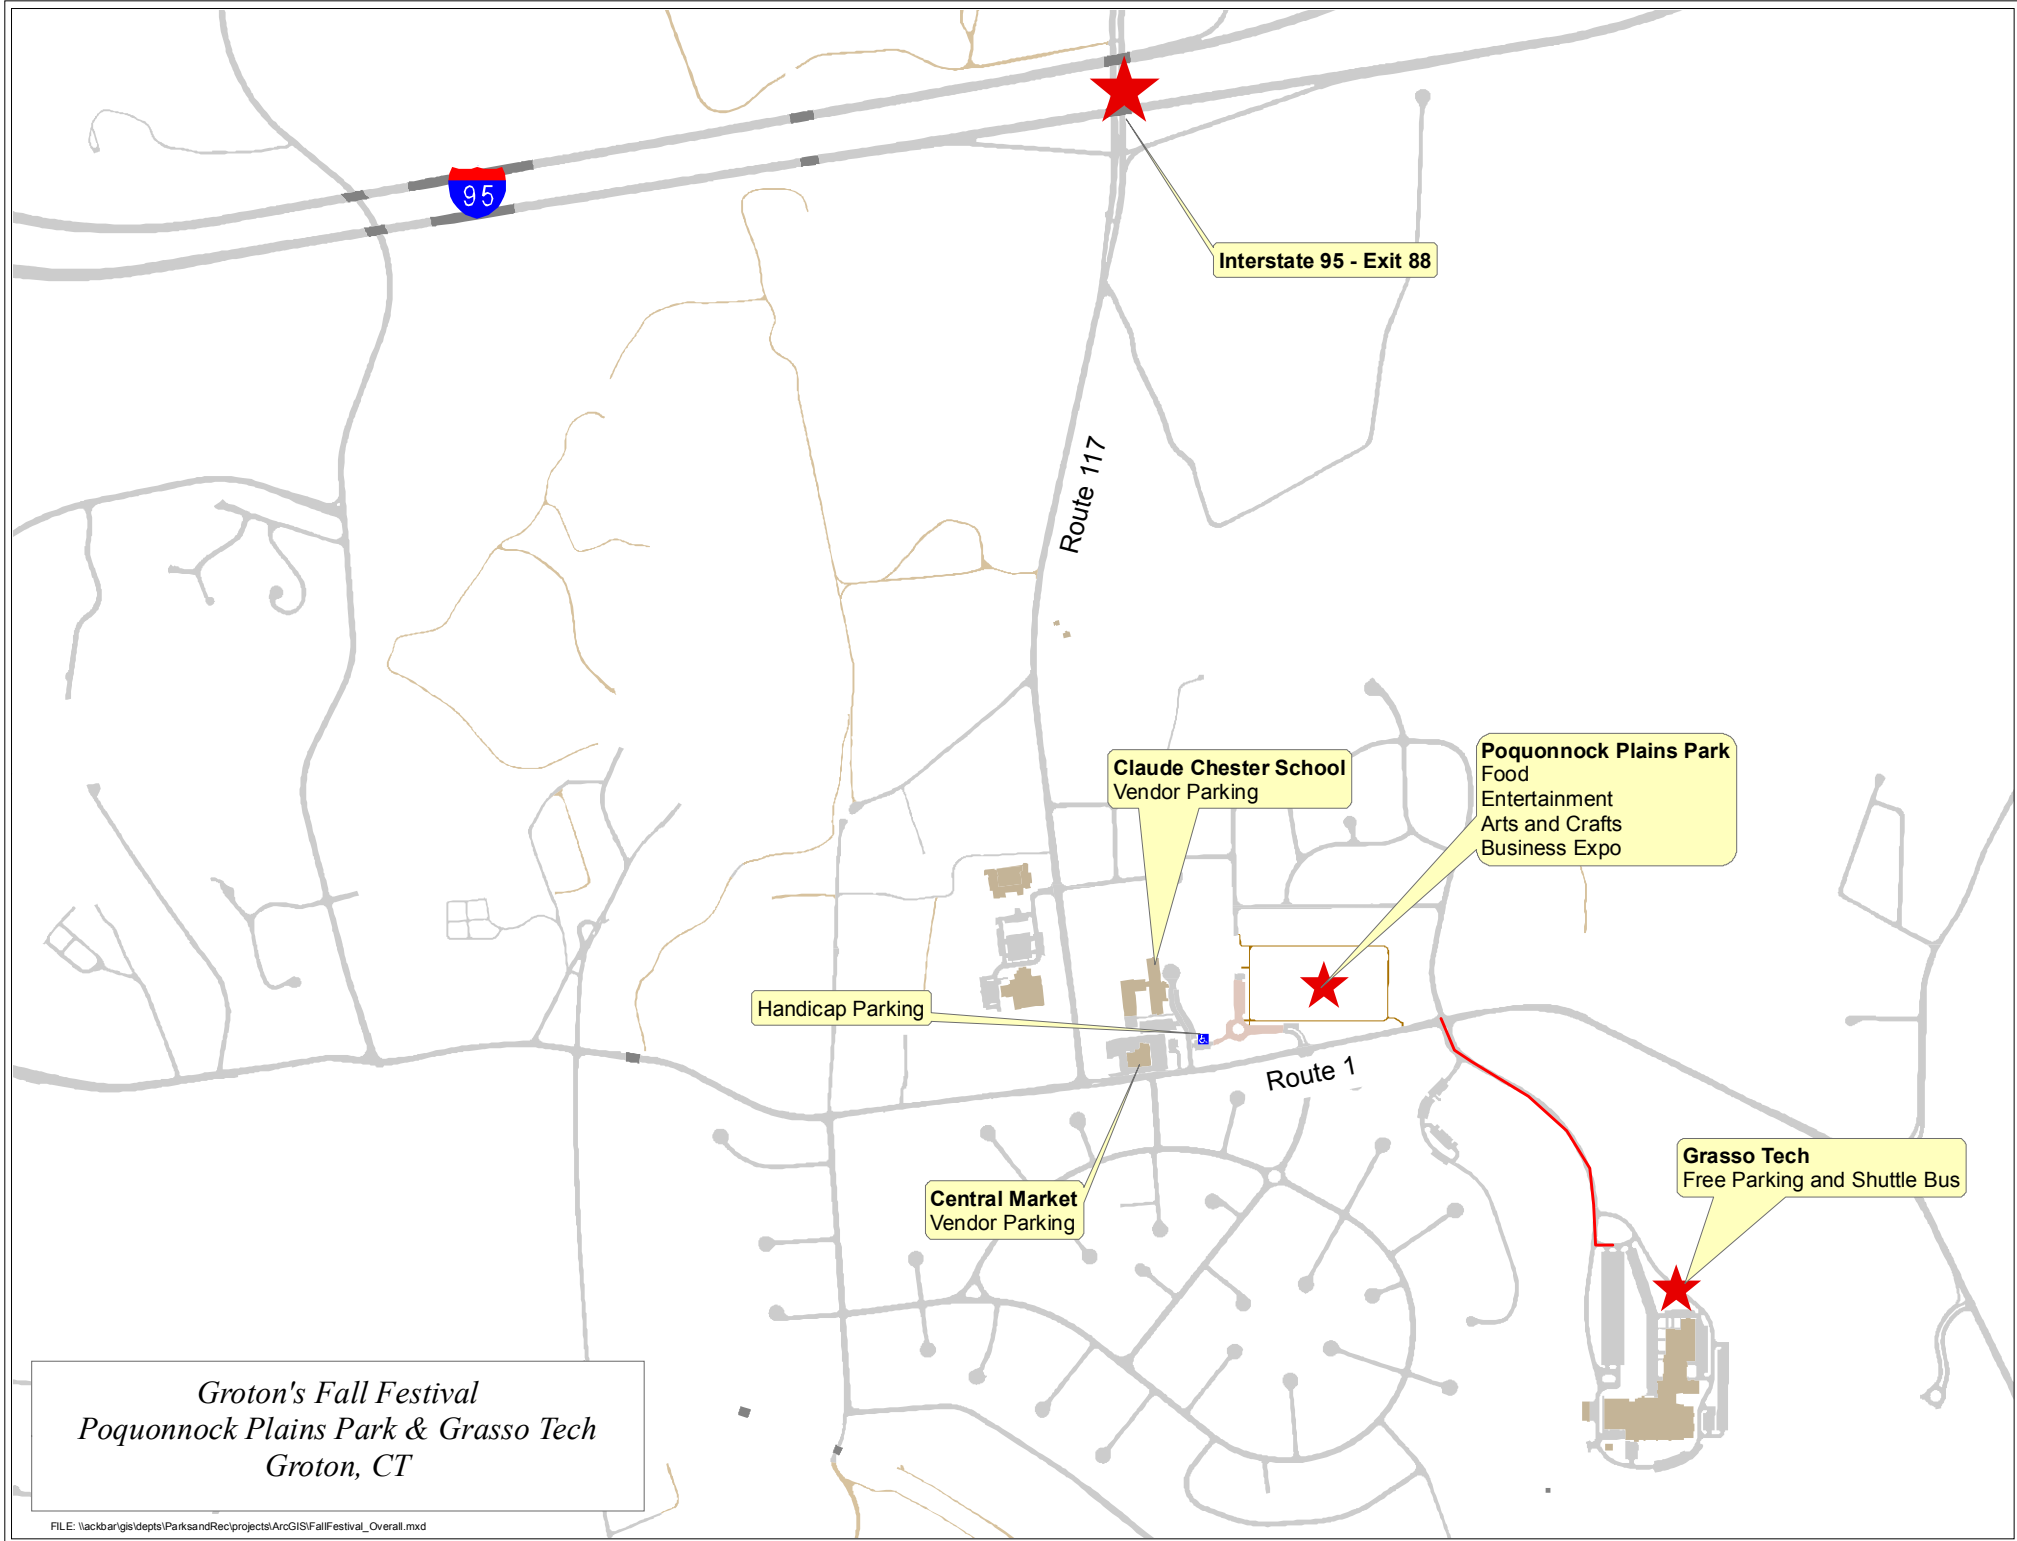 95
Interstate 95 - Exit 88
Route 117
Claude Chester School
Vendor Parking
Poquonnock Plains Park
Food
Entertainment
Arts and Crafts
Business Expo
Handicap Parking
Route 1
Central Market
Vendor Parking
Grasso Tech
Free Parking and Shuttle Bus
Groton's Fall Festival
Poquonnock Plains Park & Grasso Tech
Groton, CT
FILE: \\ackbar\gis\depts\ParksandRec\projects\ArcGIS\FallFestival_Overall.mxd